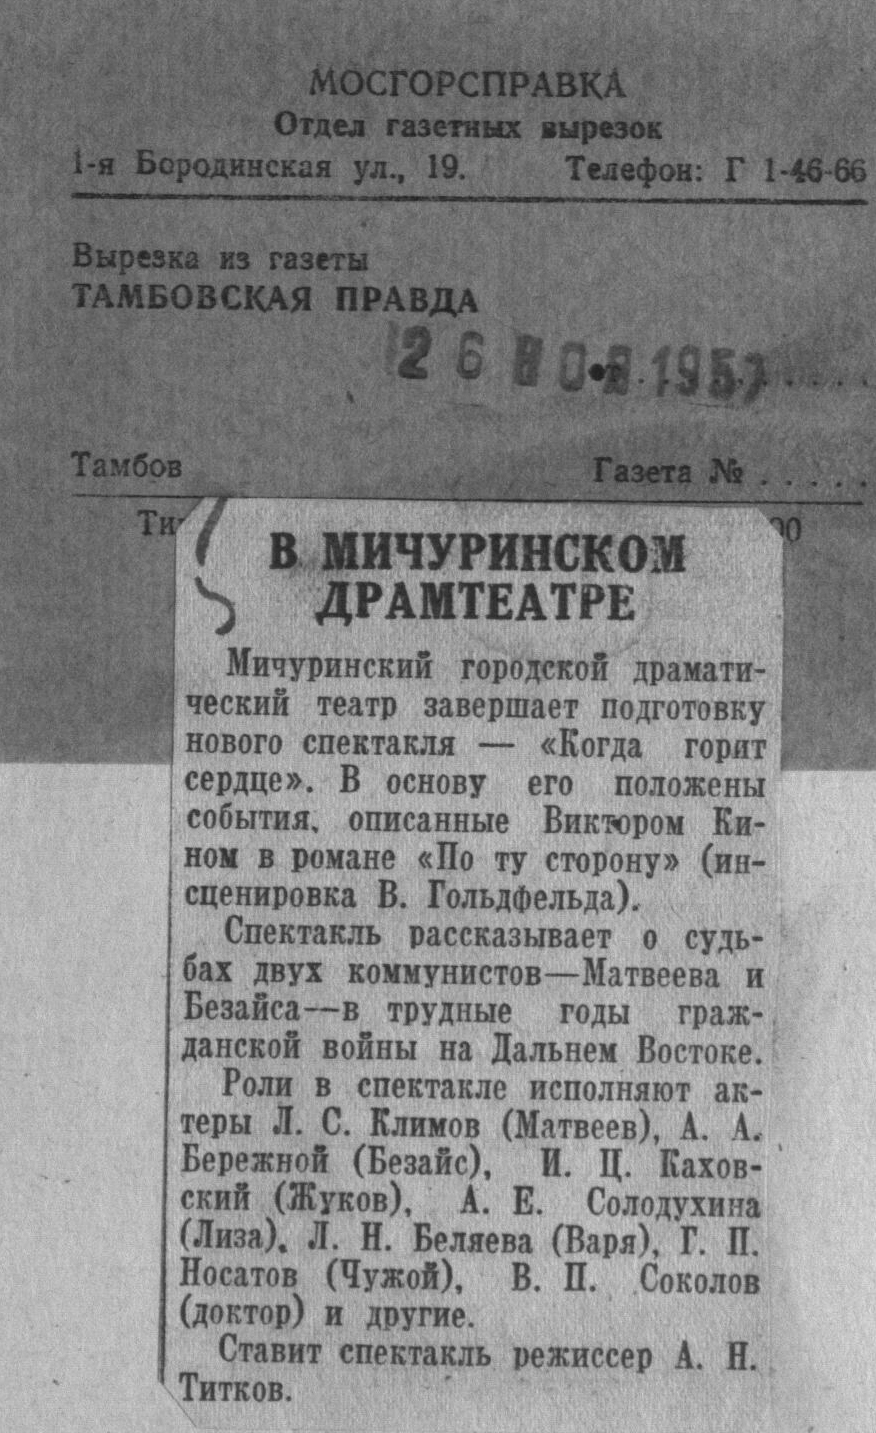 МОСГОРСПРАВКА
Отдел газетных вырезок
1-я Бородинская ул., 19. Телефон: Г 1-46-66
Вырезка из газеты
ТАМБОВСКАЯ ПРАВДА
26 НОЯ 1957
Тамбов Газета № . . . . .
В МИЧУРИНСКОМ
ДРАМТЕАТРЕ
Мичуринский городской драмати-
ческий театр завершает подготовку
нового спектакля — «Когда горит
сердце». В основу его положены
события, описанные Виктором Ки-
ном в романе «По ту сторону» (ин-
сценировка В. Гольдфельда).
Спектакль рассказывает о судь-
бах двух коммунистов—Матвеева и
Безайса—в трудные годы граж-
данской войны на Дальнем Востоке.
Роли в спектакле исполняют ак-
теры Л. С. Климов (Матвеев), А. А.
Бережной (Безайс), И. Ц. Кахов-
ский (Жуков), А. Е. Солодухина
(Лиза), Л. Н. Беляева (Варя), Г. П.
Носатов (Чужой), В. П. Соколов
(доктор) и другие.
Ставит спектакль режиссер А. Н.
Титков.